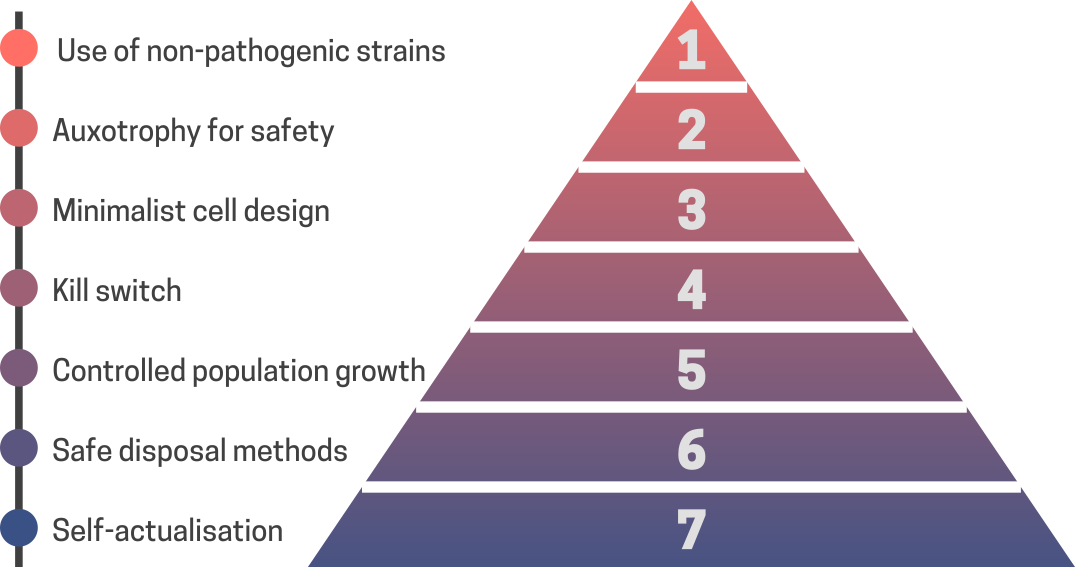 Use of non-pathogenic strains
1
Auxotrophy for safety
2
Minimalist cell design
3
Kill switch
4
Controlled population growth
5
Safe disposal methods
6
Self-actualisation
7